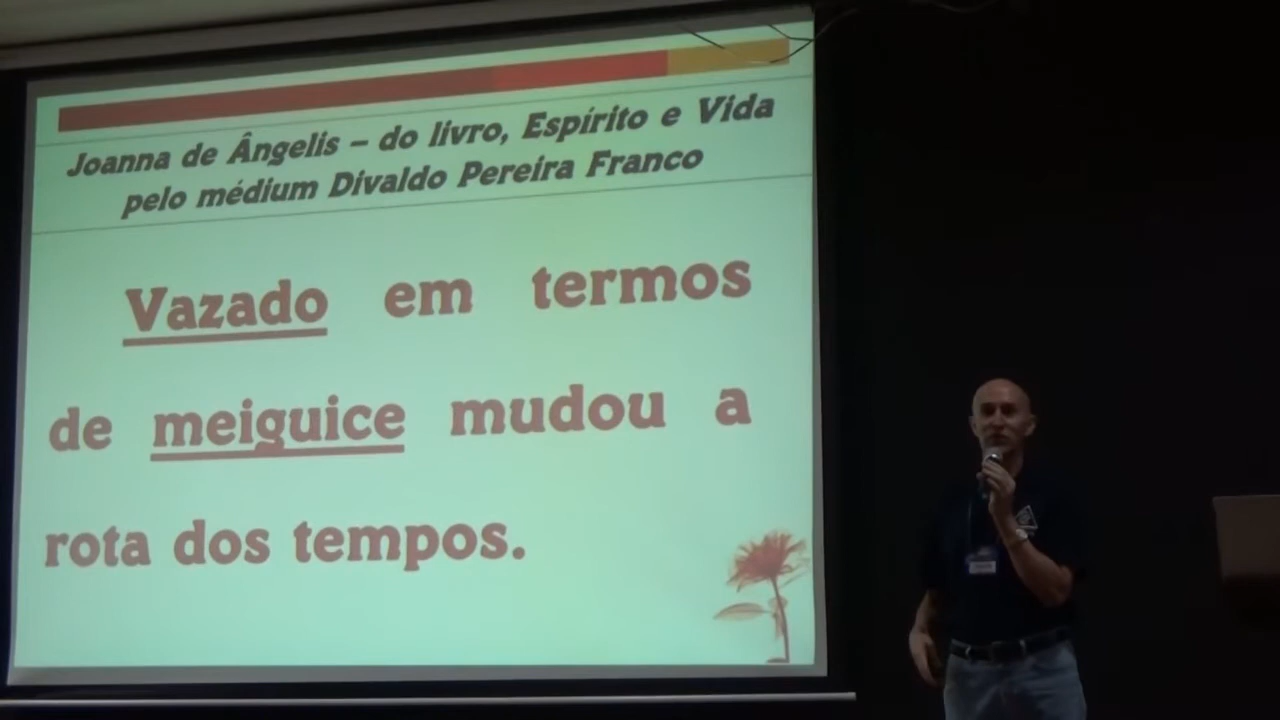 Joanna de Ângelis – do livro, Espírito e Vida
pelo médium Divaldo Pereira Franco
Vazado em termos
de meiguice mudou a
rota dos tempos.